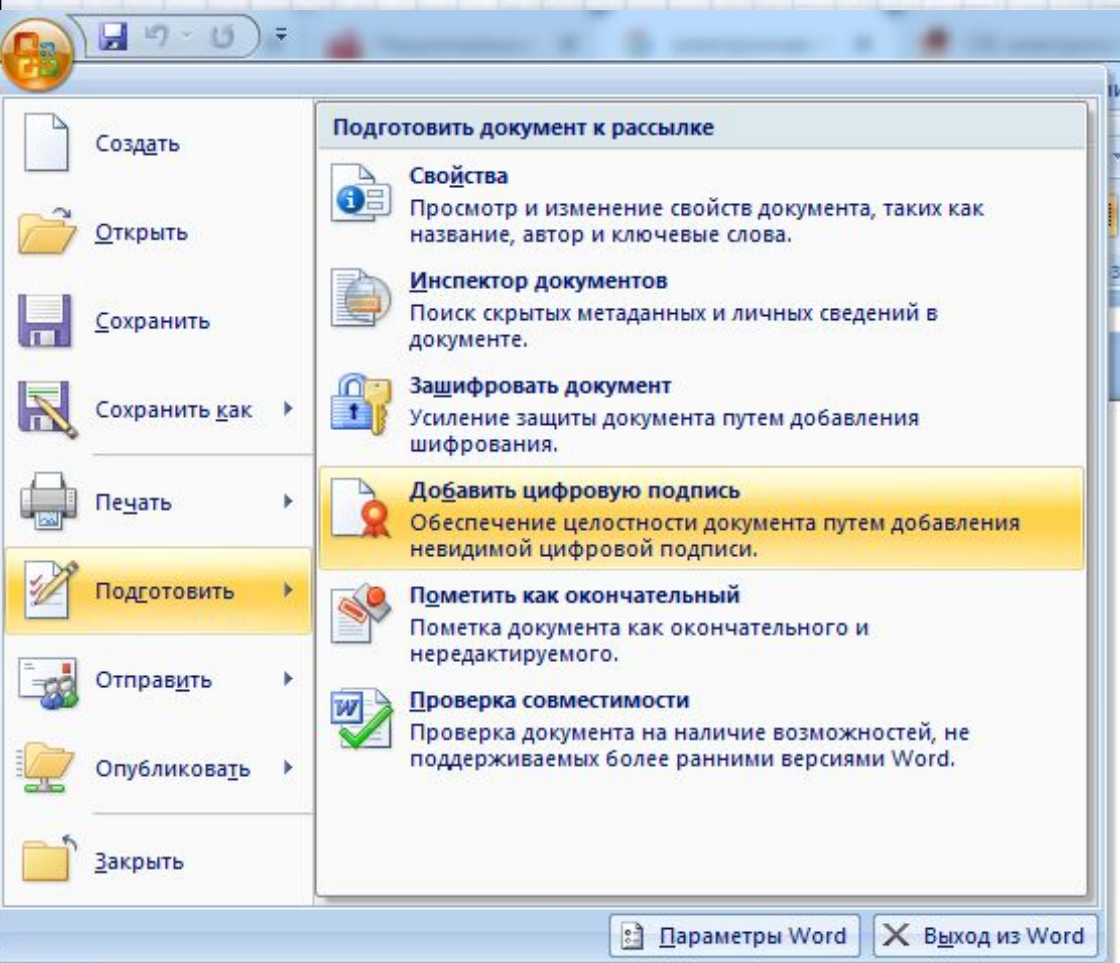 Создать
Открыть
Сохранить
Сохранить как
Печать
Подготовить
Отправить
Опубликовать
Закрыть
Подготовить документ к рассылке
Свойства
Просмотр и изменение свойств документа, таких как
название, автор и ключевые слова.
Инспектор документов
Поиск скрытых метаданных и личных сведений в
документе.
Зашифровать документ
Усиление защиты документа путем добавления
шифрования.
Добавить цифровую подпись
Обеспечение целостности документа путем добавления
невидимой цифровой подписи.
Пометить как окончательный
Пометка документа как окончательного и
нередактируемого.
Проверка совместимости
Проверка документа на наличие возможностей, не
поддерживаемых более ранними версиями Word.
Параметры Word
Выход из Word